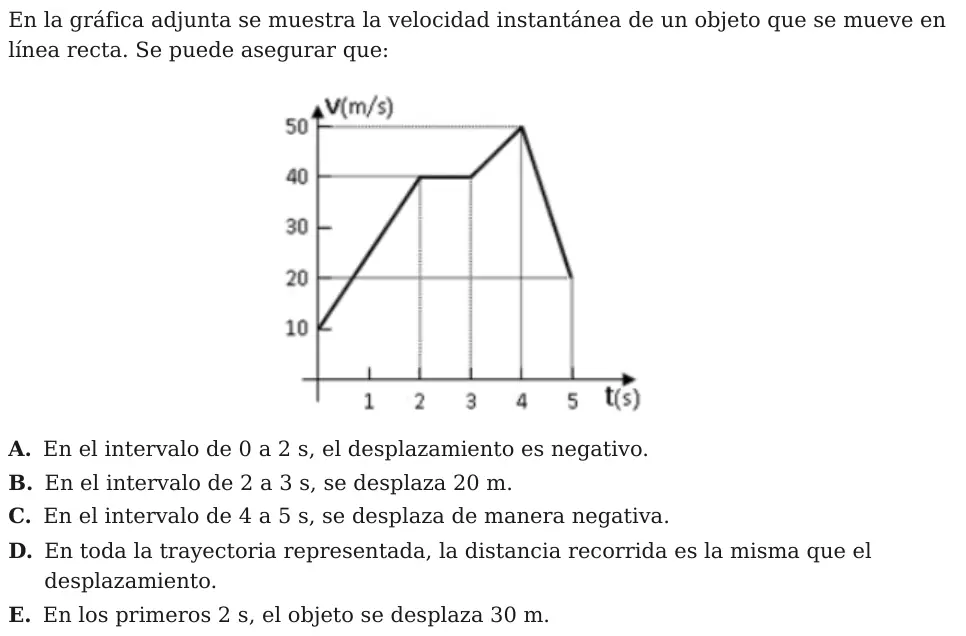 En la gráfica adjunta se muestra la velocidad instantánea de un objeto que se mueve en
línea recta. Se puede asegurar que:
V(m/s)
50
40
30
20
10
1 2 3 4 5 t(s)
A. En el intervalo de 0 a 2 s, el desplazamiento es negativo.
B. En el intervalo de 2 a 3 s, se desplaza 20 m.
C. En el intervalo de 4 a 5 s, se desplaza de manera negativa.
D. En toda la trayectoria representada, la distancia recorrida es la misma que el
desplazamiento.
E. En los primeros 2 s, el objeto se desplaza 30 m.